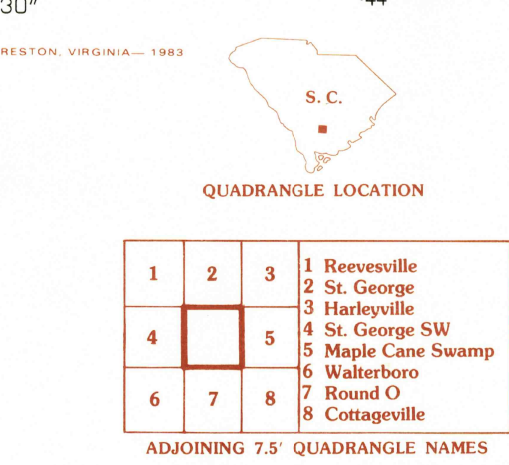 30"
44
RESTON, VIRGINIA— 1983
S. C.
QUADRANGLE LOCATION
1 2 3
4 5
6 7 8
1 Reevesville
2 St. George
3 Harleyville
4 St. George SW
5 Maple Cane Swamp
6 Walterboro
7 Round O
8 Cottageville
ADJOINING 7.5' QUADRANGLE NAMES